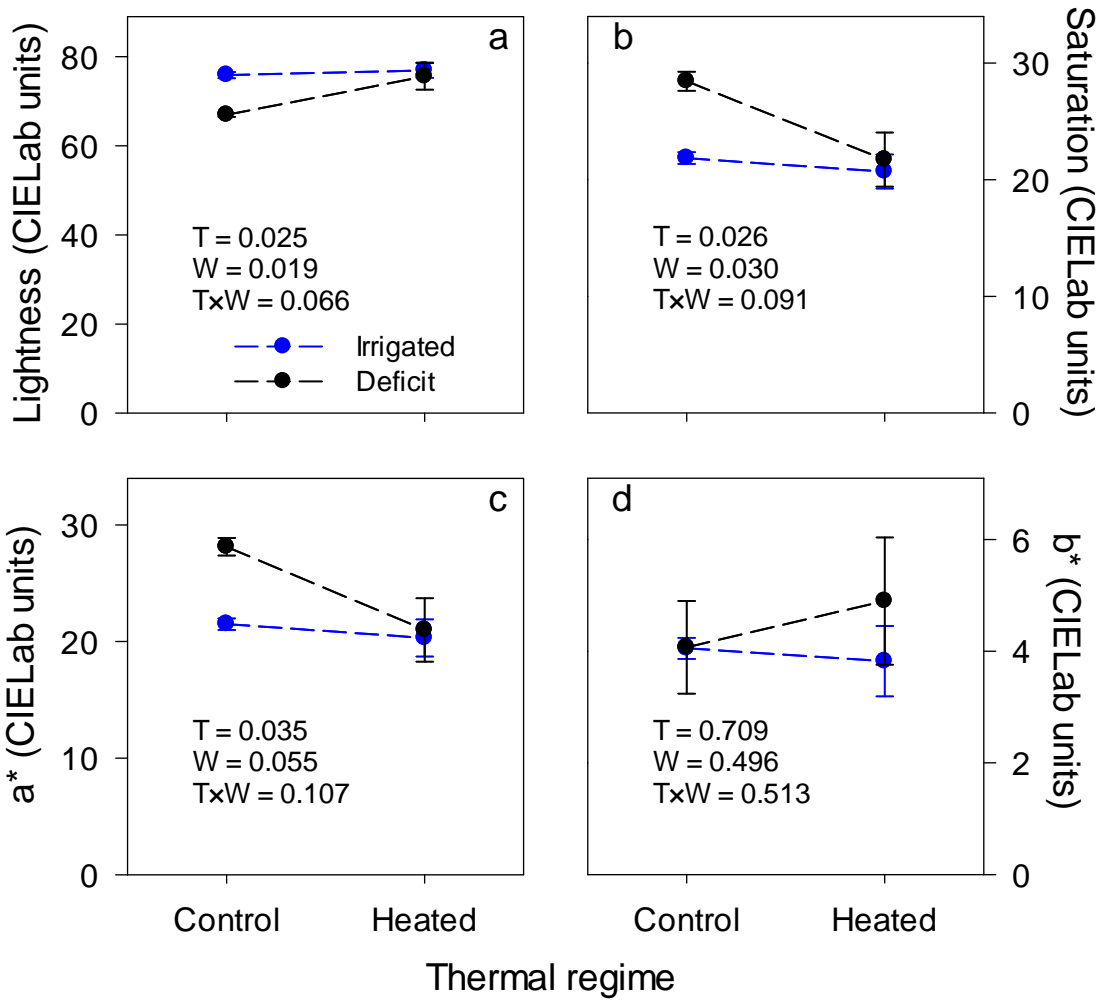 a
80
60
40
20
0
Lightness (CIELab units)
T = 0.025
W = 0.019
T×W = 0.066
Irrigated
Deficit
b
30
20
10
0
Saturation (CIELab units)
T = 0.026
W = 0.030
T×W = 0.091
c
30
20
10
0
a* (CIELab units)
T = 0.035
W = 0.055
T×W = 0.107
d
6
4
2
0
b* (CIELab units)
T = 0.709
W = 0.496
T×W = 0.513
Control Heated
Control Heated
Thermal regime